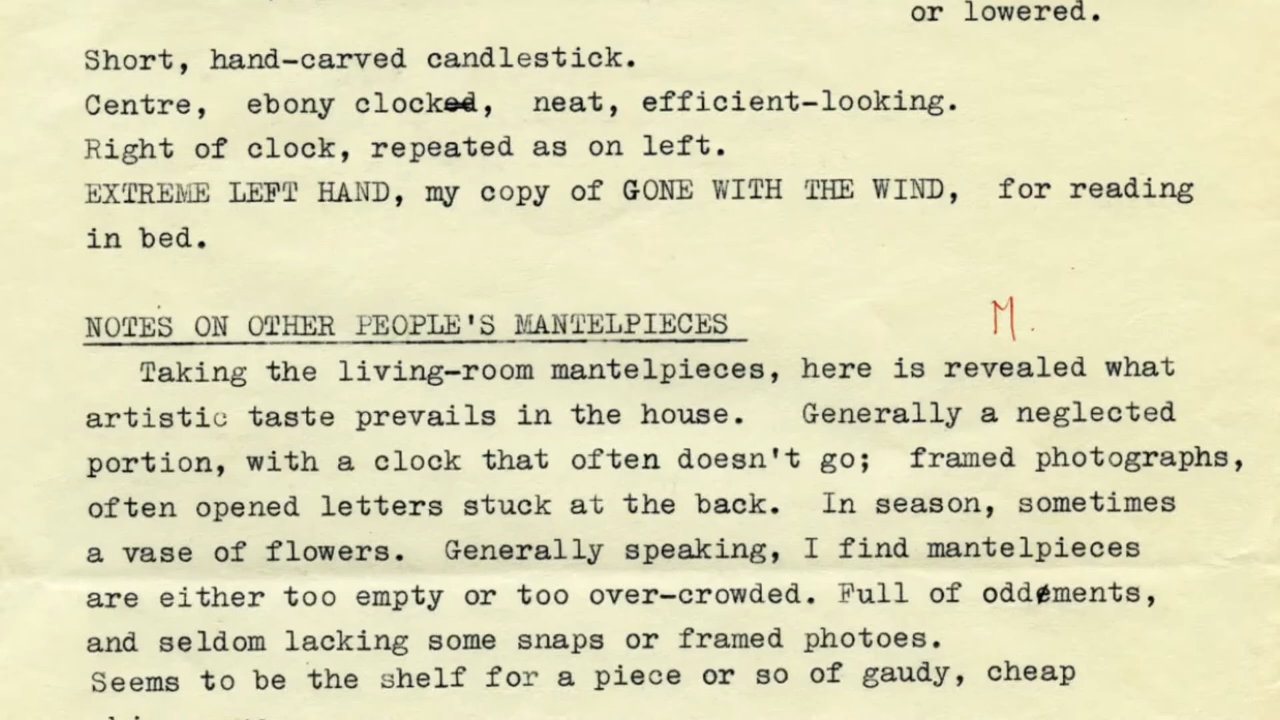 or lowered.
Short, hand-carved candlestick.
Centre, ebony clocked, neat, efficient-looking.
Right of clock, repeated as on left.
EXTREME LEFT HAND, my copy of GONE WITH THE WIND, for reading
in bed.
M.
NOTES ON OTHER PEOPLE'S MANTELPIECES
Taking the living-room mantelpieces, here is revealed what
artistic taste prevails in the house. Generally a neglected
portion, with a clock that often doesn't go; framed photographs,
often opened letters stuck at the back. In season, sometimes
a vase of flowers. Generally speaking, I find mantelpieces
are either too empty or too over-crowded. Full of oddments,
and seldom lacking some snaps or framed photoes.
Seems to be the shelf for a piece or so of gaudy, cheap